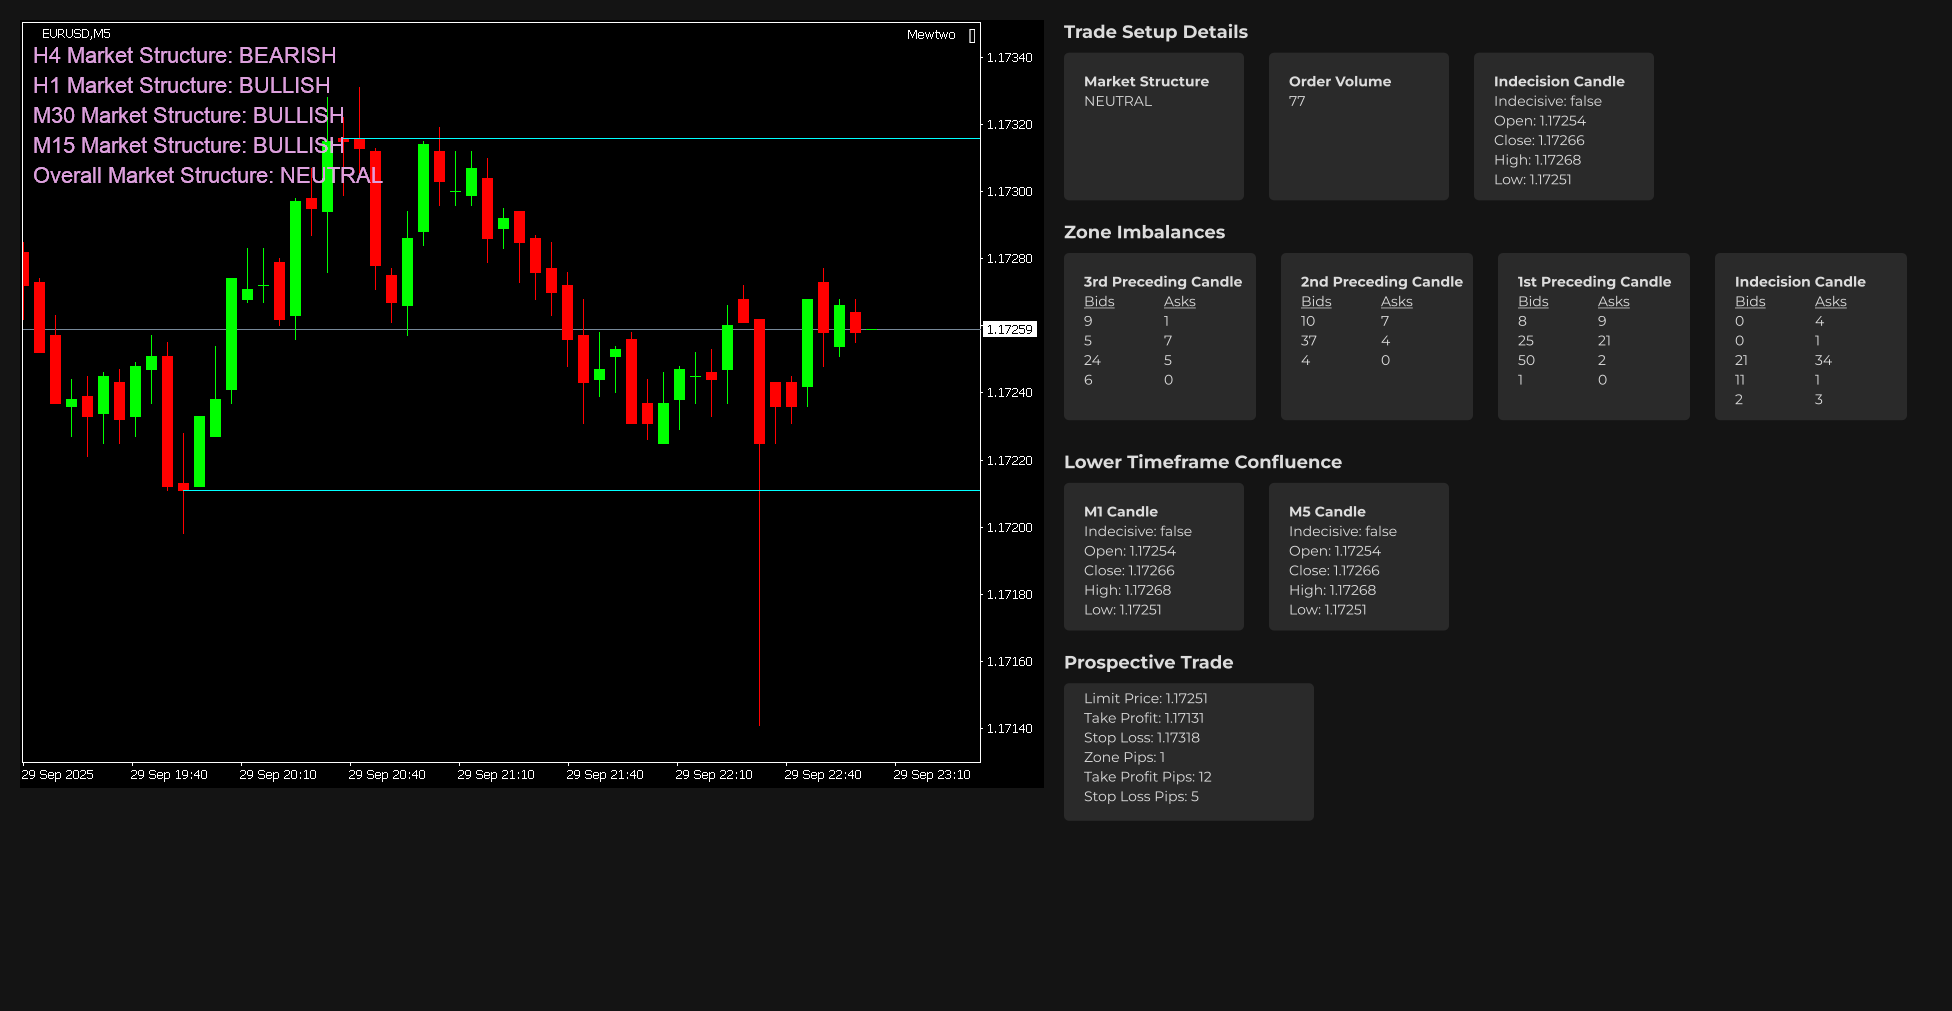 EURUSD,M5
Mewtwo
H4 Market Structure: BEARISH
H1 Market Structure: BULLISH
M30 Market Structure: BULLISH
M15 Market Structure: BULLISH
Overall Market Structure: NEUTRAL
1.17340
1.17320
1.17300
1.17280
1.17259
1.17240
1.17220
1.17200
1.17180
1.17160
1.17140
29 Sep 2025
29 Sep 19:40
29 Sep 20:10
29 Sep 20:40
29 Sep 21:10
29 Sep 21:40
29 Sep 22:10
29 Sep 22:40
29 Sep 23:10
Trade Setup Details
Market Structure
NEUTRAL
Order Volume
77
Indecision Candle
Indecisive: false
Open: 1.17254
Close: 1.17266
High: 1.17268
Low: 1.17251
Zone Imbalances
3rd Preceding Candle
Bids Asks
9 1
5 7
24 5
6 0
2nd Preceding Candle
Bids Asks
10 7
37 4
4 0
1st Preceding Candle
Bids Asks
8 9
25 21
50 2
1 0
Indecision Candle
Bids Asks
0 4
0 1
21 34
11 1
2 3
Lower Timeframe Confluence
M1 Candle
Indecisive: false
Open: 1.17254
Close: 1.17266
High: 1.17268
Low: 1.17251
M5 Candle
Indecisive: false
Open: 1.17254
Close: 1.17266
High: 1.17268
Low: 1.17251
Prospective Trade
Limit Price: 1.17251
Take Profit: 1.17131
Stop Loss: 1.17318
Zone Pips: 1
Take Profit Pips: 12
Stop Loss Pips: 5